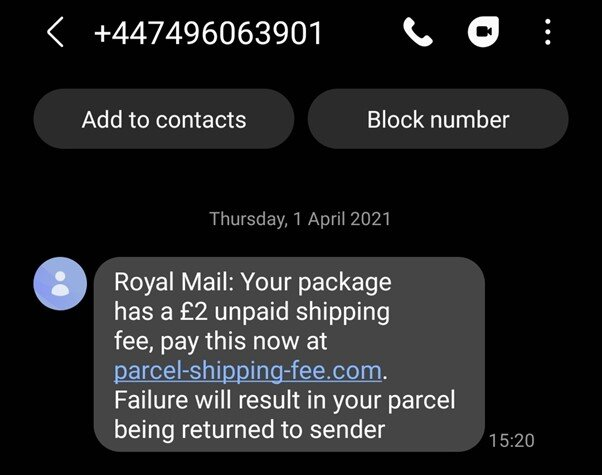 +447496063901
Add to contacts
Block number
Thursday, 1 April 2021
Royal Mail: Your package
has a £2 unpaid shipping
fee, pay this now at
parcel-shipping-fee.com.
Failure will result in your parcel
being returned to sender
15:20